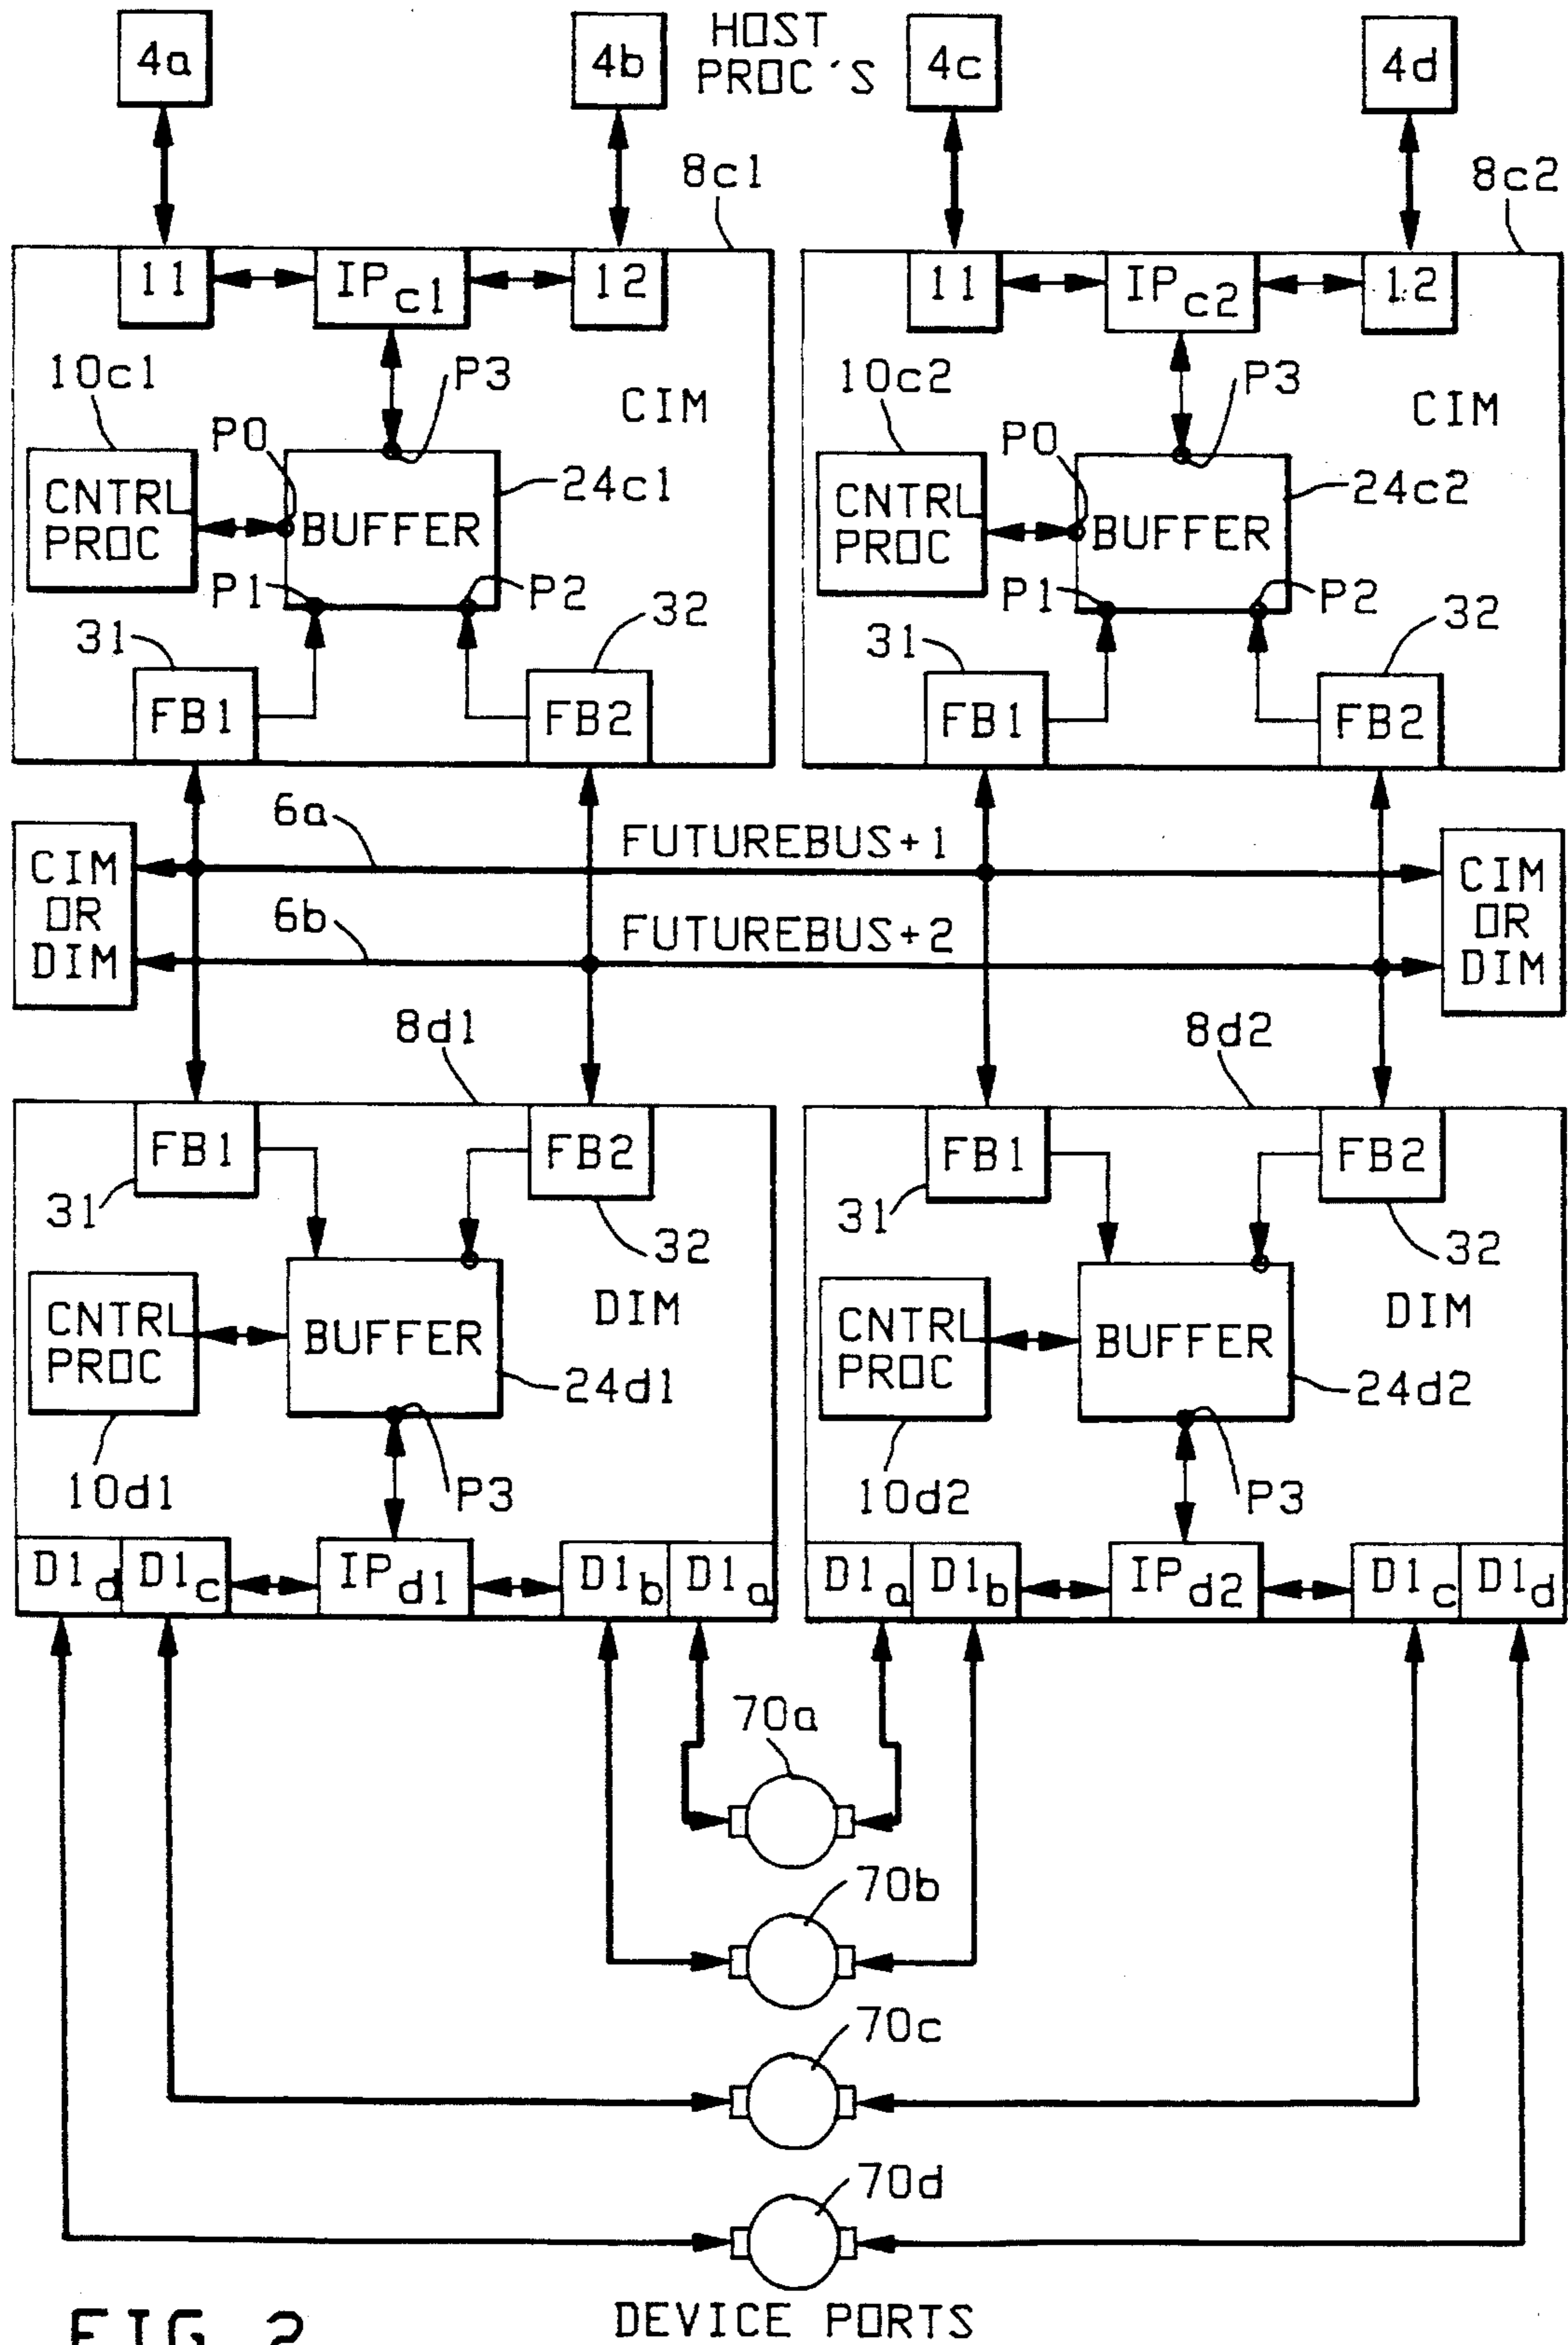 4a
4b
HOST
PROC'S
4c
4d
8c1
8c2
11
IPc1
12
11
IPc2
12
10c1
P3
CIM
10c2
P3
CIM
P0
24c1
P0
24c2
CNTRL
PROC
BUFFER
CNTRL
PROC
BUFFER
P1
P2
32
P1
P2
32
31
FB1
FB2
31
FB1
FB2
6a
FUTUREBUS+1
CIM
OR
DIM
CIM
OR
DIM
6b
FUTUREBUS+2
8d1
8d2
FB1
FB2
FB1
FB2
31
32
31
32
CNTRL
PROC
BUFFER
DIM
CNTRL
PROC
BUFFER
DIM
24d1
24d2
10d1
P3
10d2
P3
D1d
D1c
IPd1
D1b
D1a
D1a
D1b
IPd2
D1c
D1d
70a
70b
70c
70d
DEVICE PORTS
FIG. 2